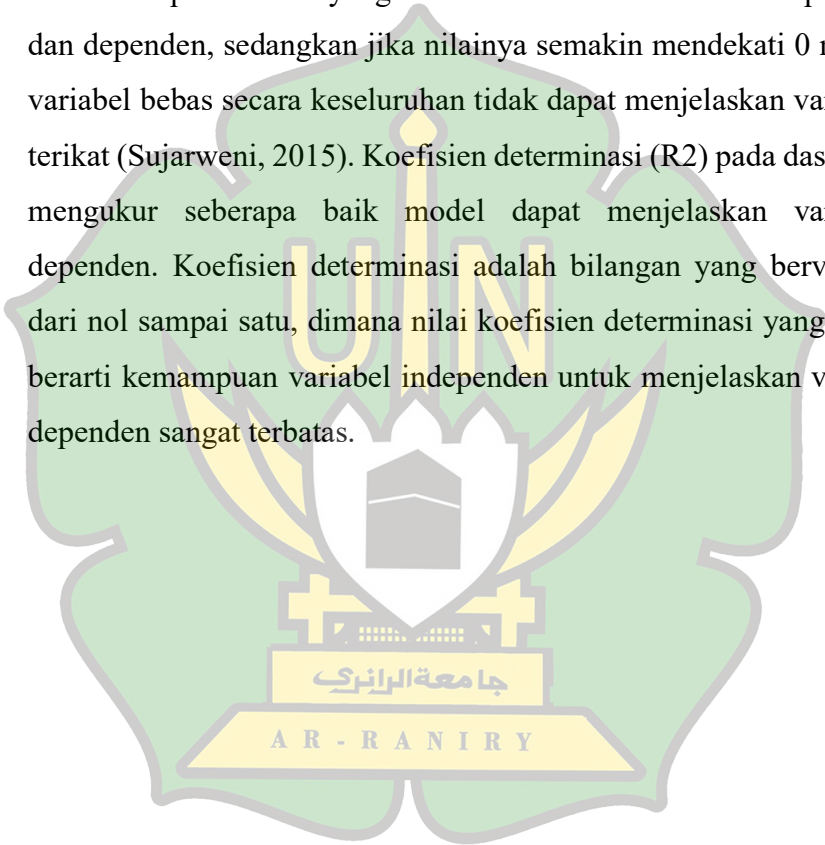 dan dependen, sedangkan jika nilainya semakin mendekati 0
variabel bebas secara keseluruhan tidak dapat menjelaskan
terikat (Sujarweni, 2015). Koefisien determinasi (R2) pada
mengukur seberapa baik model dapat menjelaskan
dependen. Koefisien determinasi adalah bilangan yang
dari nol sampai satu, dimana nilai koefisien determinasi yang
berarti kemampuan variabel independen untuk menjelaskan
dependen sangat terbatas.
UIN
جامعة الرانري
AR-RANIRY